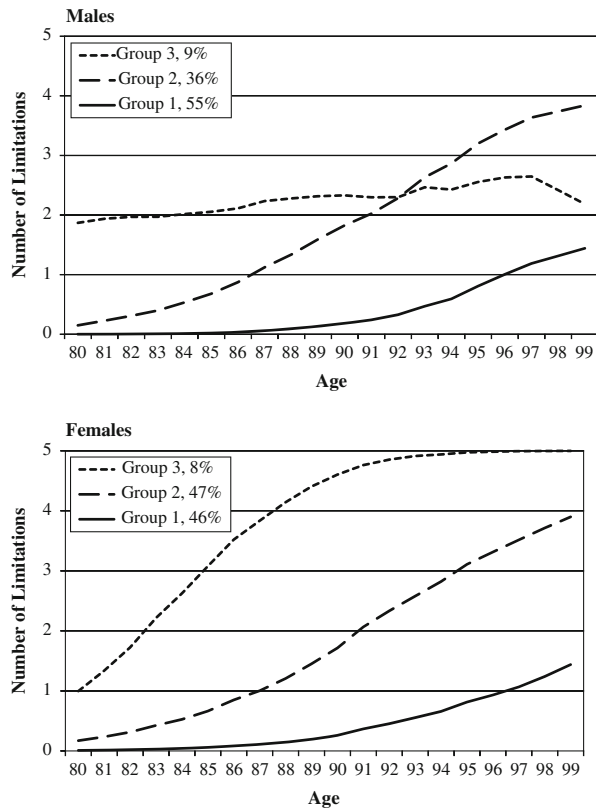 Males
5
4
3
2
1
0
Number of Limitations
Group 3, 9%
Group 2, 36%
Group 1, 55%
80 81 82 83 84 85 86 87 88 89 90 91 92 93 94 95 96 97 98 99
Age
Females
5
4
3
2
1
0
Number of Limitations
Group 3, 8%
Group 2, 47%
Group 1, 46%
80 81 82 83 84 85 86 87 88 89 90 91 92 93 94 95 96 97 98 99
Age